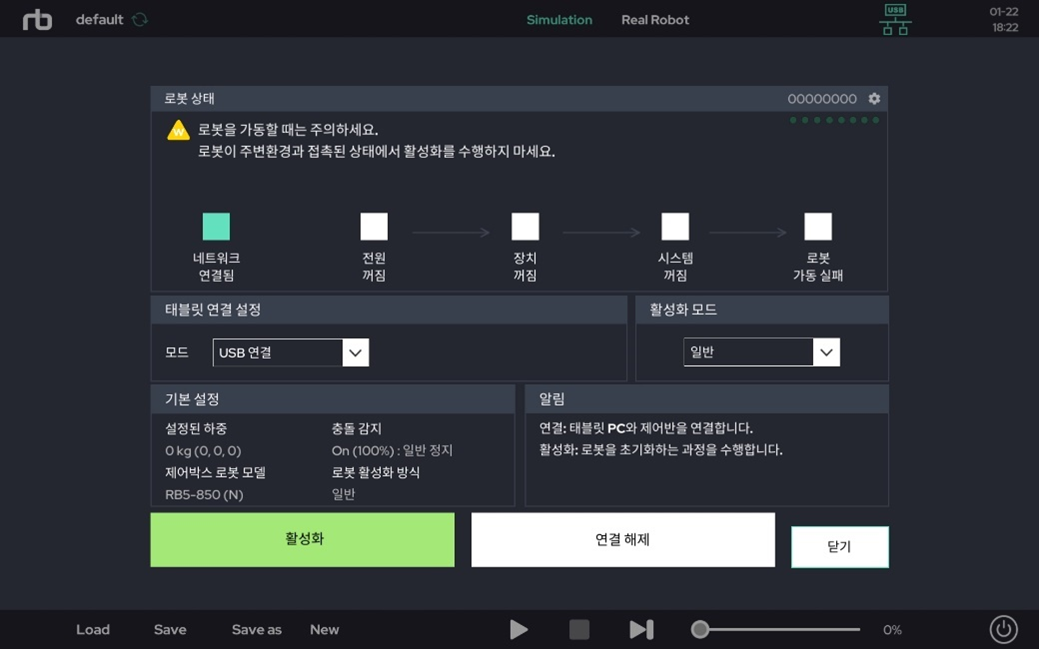 rb
default
Simulation
Real Robot
USB
01-22
18:22
로봇 상태
00000000
W
로봇을 가동할 때는 주의하세요.
로봇이 주변환경과 접촉된 상태에서 활성화를 수행하지 마세요.
네트워크
연결됨
전원
꺼짐
장치
꺼짐
시스템
꺼짐
로봇
가동 실패
태블릿 연결 설정
모드
USB 연결
활성화 모드
일반
기본 설정
설정된 하중
0 kg (0, 0, 0)
제어박스 로봇 모델
RB5-850 (N)
충돌 감지
On (100%) : 일반 정지
로봇 활성화 방식
일반
알림
연결: 태블릿 PC와 제어반을 연결합니다.
활성화: 로봇을 초기화하는 과정을 수행합니다.
활성화
연결 해제
닫기
Load
Save
Save as
New
0%